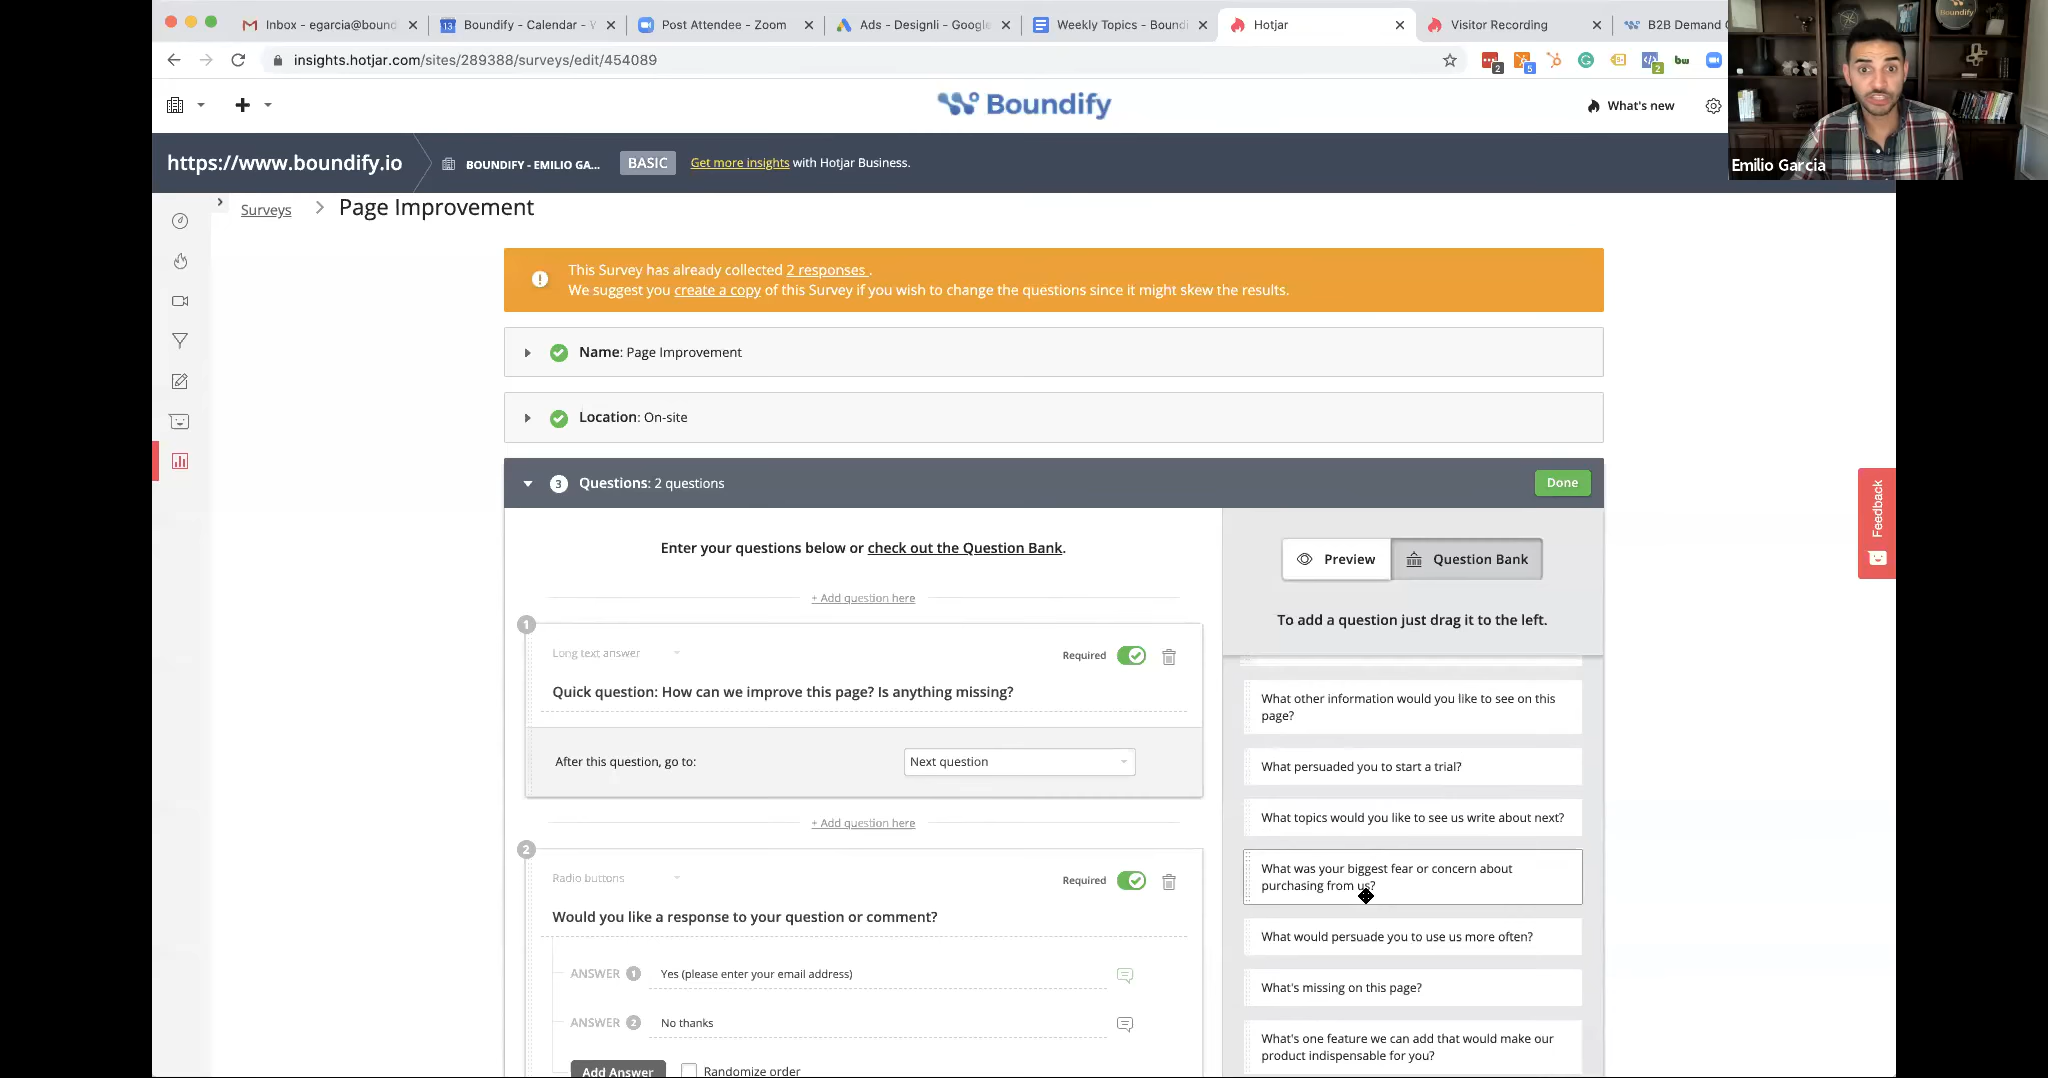 Inbox - egarcia@bound
Boundify - Calendar - W
Post Attendee - Zoom
Ads - Designli - Google
Weekly Topics - Bound
Hotjar
Visitor Recording
B2B Demand
insights.hotjar.com/sites/289388/surveys/edit/454089
2
5
2
bw
Boundify
What's new
Boundify
Emilio Garcia
https://www.boundify.io
BOUNDIFY - EMILIO GA...
BASIC
Get more insights with Hotjar Business.
Surveys
Page Improvement
This Survey has already collected 2 responses .
We suggest you create a copy of this Survey if you wish to change the questions since it might skew the results.
Name: Page Improvement
Location: On-site
3
Questions: 2 questions
Done
Enter your questions below or check out the Question Bank.
+ Add question here
1
Long text answer
Required
Quick question: How can we improve this page? Is anything missing?
After this question, go to:
Next question
+ Add question here
2
Radio buttons
Required
Would you like a response to your question or comment?
ANSWER 1
Yes (please enter your email address)
ANSWER 2
No thanks
Add Answer
Randomize order
Preview
Question Bank
To add a question just drag it to the left.
What other information would you like to see on this
page?
What persuaded you to start a trial?
What topics would you like to see us write about next?
What was your biggest fear or concern about
purchasing from us?
What would persuade you to use us more often?
What's missing on this page?
What's one feature we can add that would make our
product indispensable for you?
Feedback